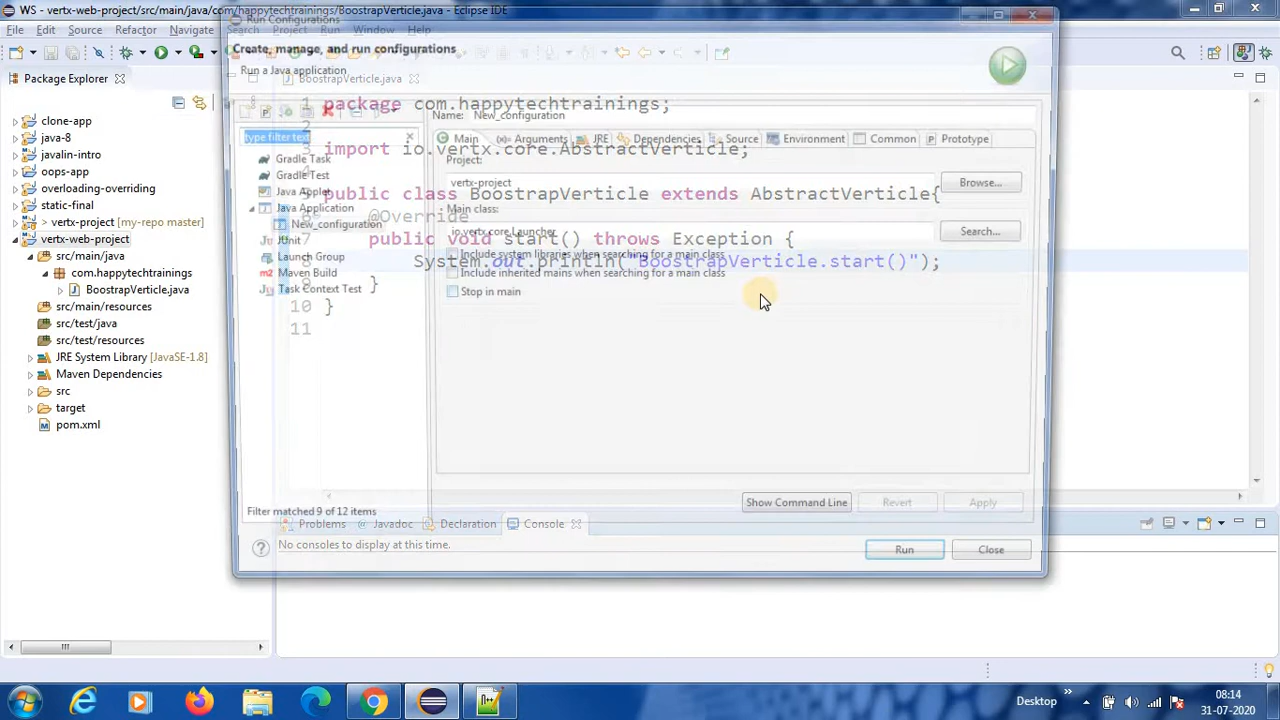 WS - vertx-web-project/src/main/java/com/happytechtrainings/BoostrapVerticle.java - Eclipse IDE
Run Configurations
File Edit Source Refactor Navigate Search Project Run Window Help
Create, manage, and run configurations
Run a Java application
Package Explorer
BoostrapVerticle.java
clone-app
java-8
javalin-intro
oops-app
overloading-overriding
static-final
> vertx-project [my-repo master]
vertx-web-project
src/main/java
com.happytechtrainings
BoostrapVerticle.java
src/main/resources
src/test/java
src/test/resources
JRE System Library [JavaSE-1.8]
Maven Dependencies
src
target
pom.xml
1 package com.happytechtrainings;
2
3 import io.vertx.core.AbstractVerticle;
4
5 public class BoostrapVerticle extends AbstractVerticle{
6 @Override
7 public void start() throws Exception {
System.out.println("BoostrapVerticle.start()");
9 }
10 }
11
type filter text
Gradle Task
Gradle Test
Java Applet
Java Application
New_configuration
JUnit
Launch Group
Maven Build
Task Context Test
Filter matched 9 of 12 items
Name: New_configuration
Main Arguments JRE Dependencies Source Environment Common Prototype
Project:
vertx-project
Browse...
Main class:
io.vertx.core.Launcher
Search...
Include system libraries when searching for a main class
Include inherited mains when searching for a main class
Stop in main
Show Command Line Revert Apply
Run Close
Problems Javadoc Declaration Console
No consoles to display at this time.
Desktop
08:14
31-07-2020